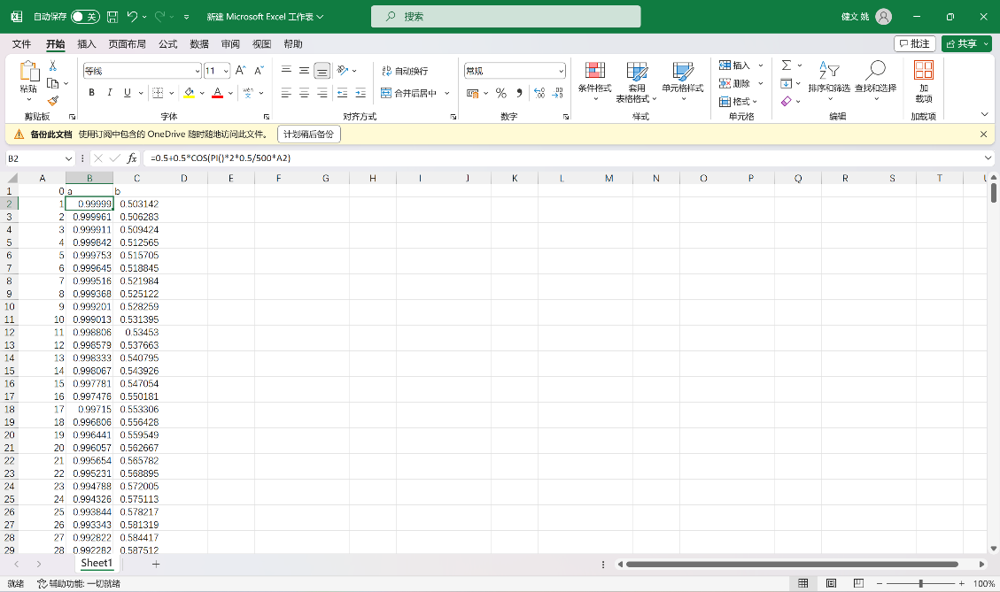 自动保存 关 新建 Microsoft Excel 工作表 搜索 健文 姚
文件 开始 插入 页面布局 公式 数据 审阅 视图 帮助 批注 共享
粘贴 等线 11 自动换行 常规 条件格式 套用 表格格式 单元格样式 插入 排序和筛选 查找和选择 加 载项
B I U A 合并后居中 % 删除
格式
剪贴板 字体 对齐方式 数字 样式 单元格 编辑 加载项
备份此文档 使用订阅中包含的 OneDrive 随时随地访问此文件。 计划稍后备份
B2 fx =0.5+0.5*COS(PI()*2*0.5/500*A2)
A B C D E F G H I J K L M N O P Q R S T U
1 0 a b
2 1 0.99999 0.503142
3 2 0.999961 0.506283
4 3 0.999911 0.509424
5 4 0.999842 0.512565
6 5 0.999753 0.515705
7 6 0.999645 0.518845
8 7 0.999516 0.521984
9 8 0.999368 0.525122
10 9 0.999201 0.528259
11 10 0.999013 0.531395
12 11 0.998806 0.53453
13 12 0.998579 0.537663
14 13 0.998333 0.540795
15 14 0.998067 0.543926
16 15 0.997781 0.547054
17 16 0.997476 0.550181
18 17 0.99715 0.553306
19 18 0.996806 0.556428
20 19 0.996441 0.559549
21 20 0.996057 0.562667
22 21 0.995654 0.565782
23 22 0.995231 0.568895
24 23 0.994788 0.572005
25 24 0.994326 0.575113
26 25 0.993844 0.578217
27 26 0.993343 0.581319
28 27 0.992822 0.584417
29 28 0.992282 0.587512
Sheet1
就绪 辅助功能: 一切就绪 100%